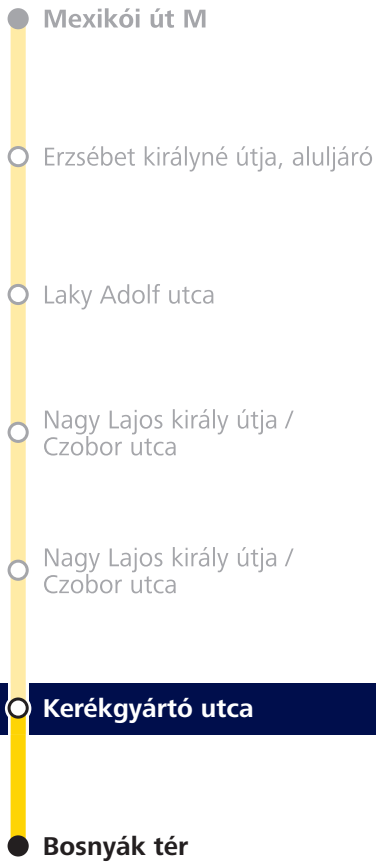 Mexikói út M
Erzsébet királyné útja, aluljáró
Laky Adolf utca
Nagy Lajos király útja /
Czobor utca
Nagy Lajos király útja /
Czobor utca
Kerékgyártó utca
Bosnyák tér